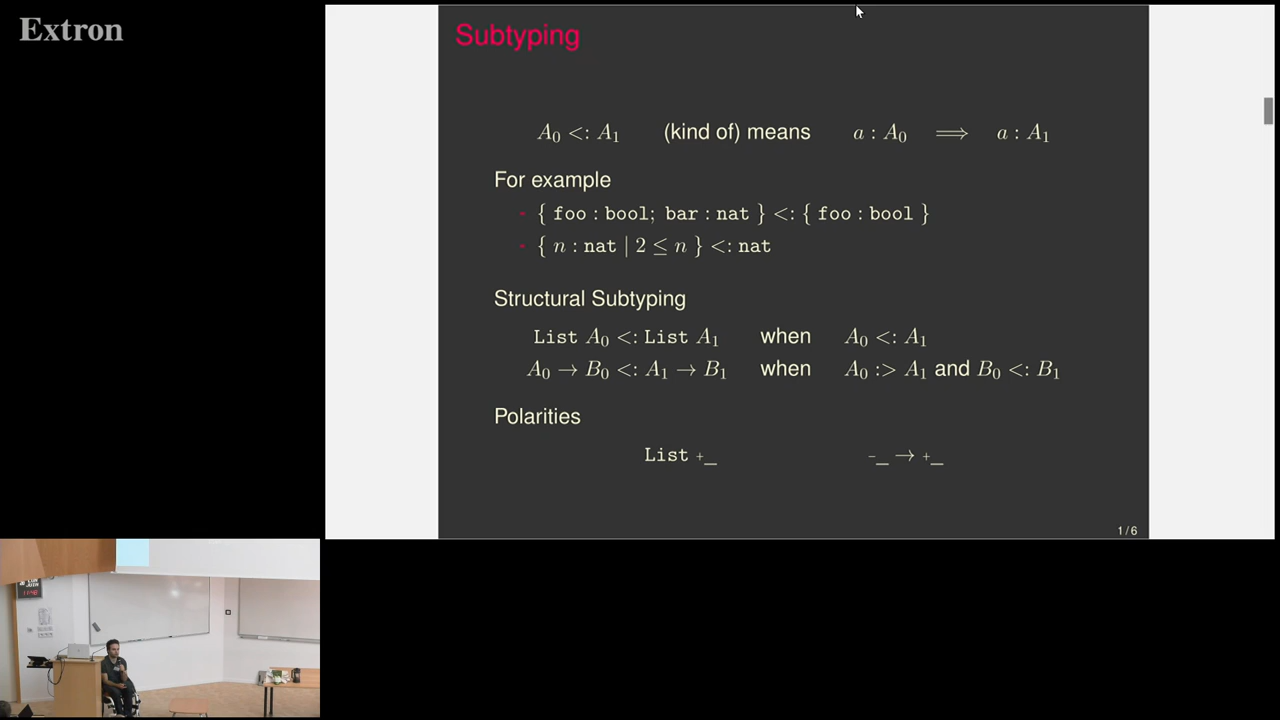 Extron
Subtyping
A₀ <: A₁ (kind of) means a : A₀ ⟹ a : A₁
For example
• { foo : bool; bar : nat } <: { foo : bool }
• { n : nat | 2 ≤ n } <: nat
Structural Subtyping
List A₀ <: List A₁ when A₀ <: A₁
A₀ → B₀ <: A₁ → B₁ when A₀ :> A₁ and B₀ <: B₁
Polarities
List +_ −_ → +_
1 / 6